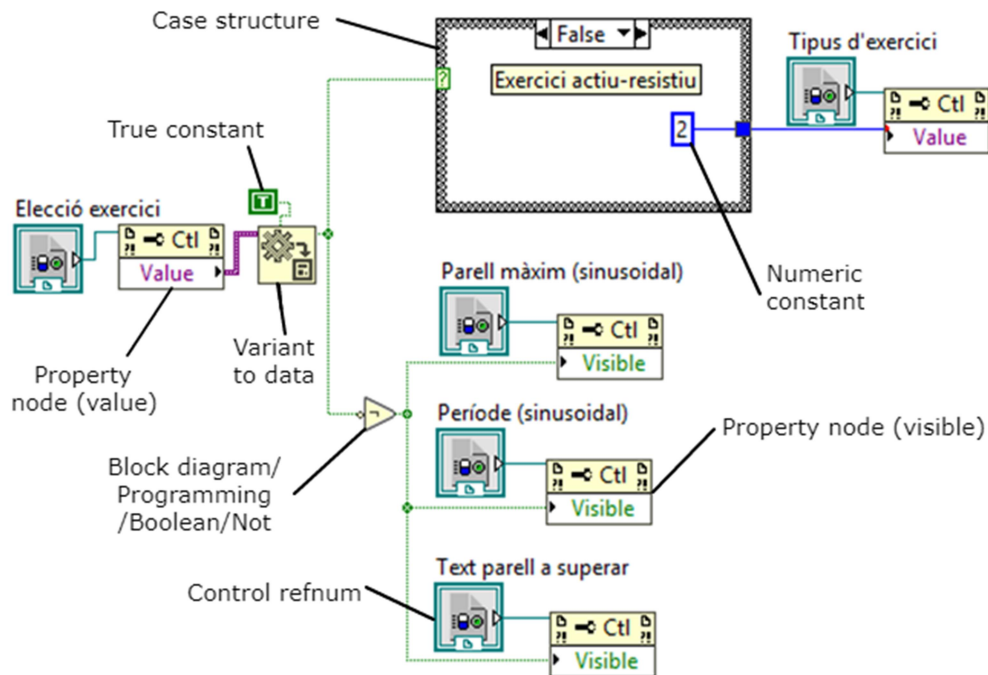 Case structure
False
Tipus d'exercici
Exercici actiu-resistiu
?
Ctl
Value
True constant
2
T
Elecció exercici
Ctl
Value
Parell màxim (sinusoidal)
Numeric
constant
Ctl
Visible
Variant
to data
Property
node (value)
Període (sinusoidal)
Property node (visible)
Ctl
Visible
Block diagram/
Programming
/Boolean/Not
Text parell a superar
Control refnum
Ctl
Visible